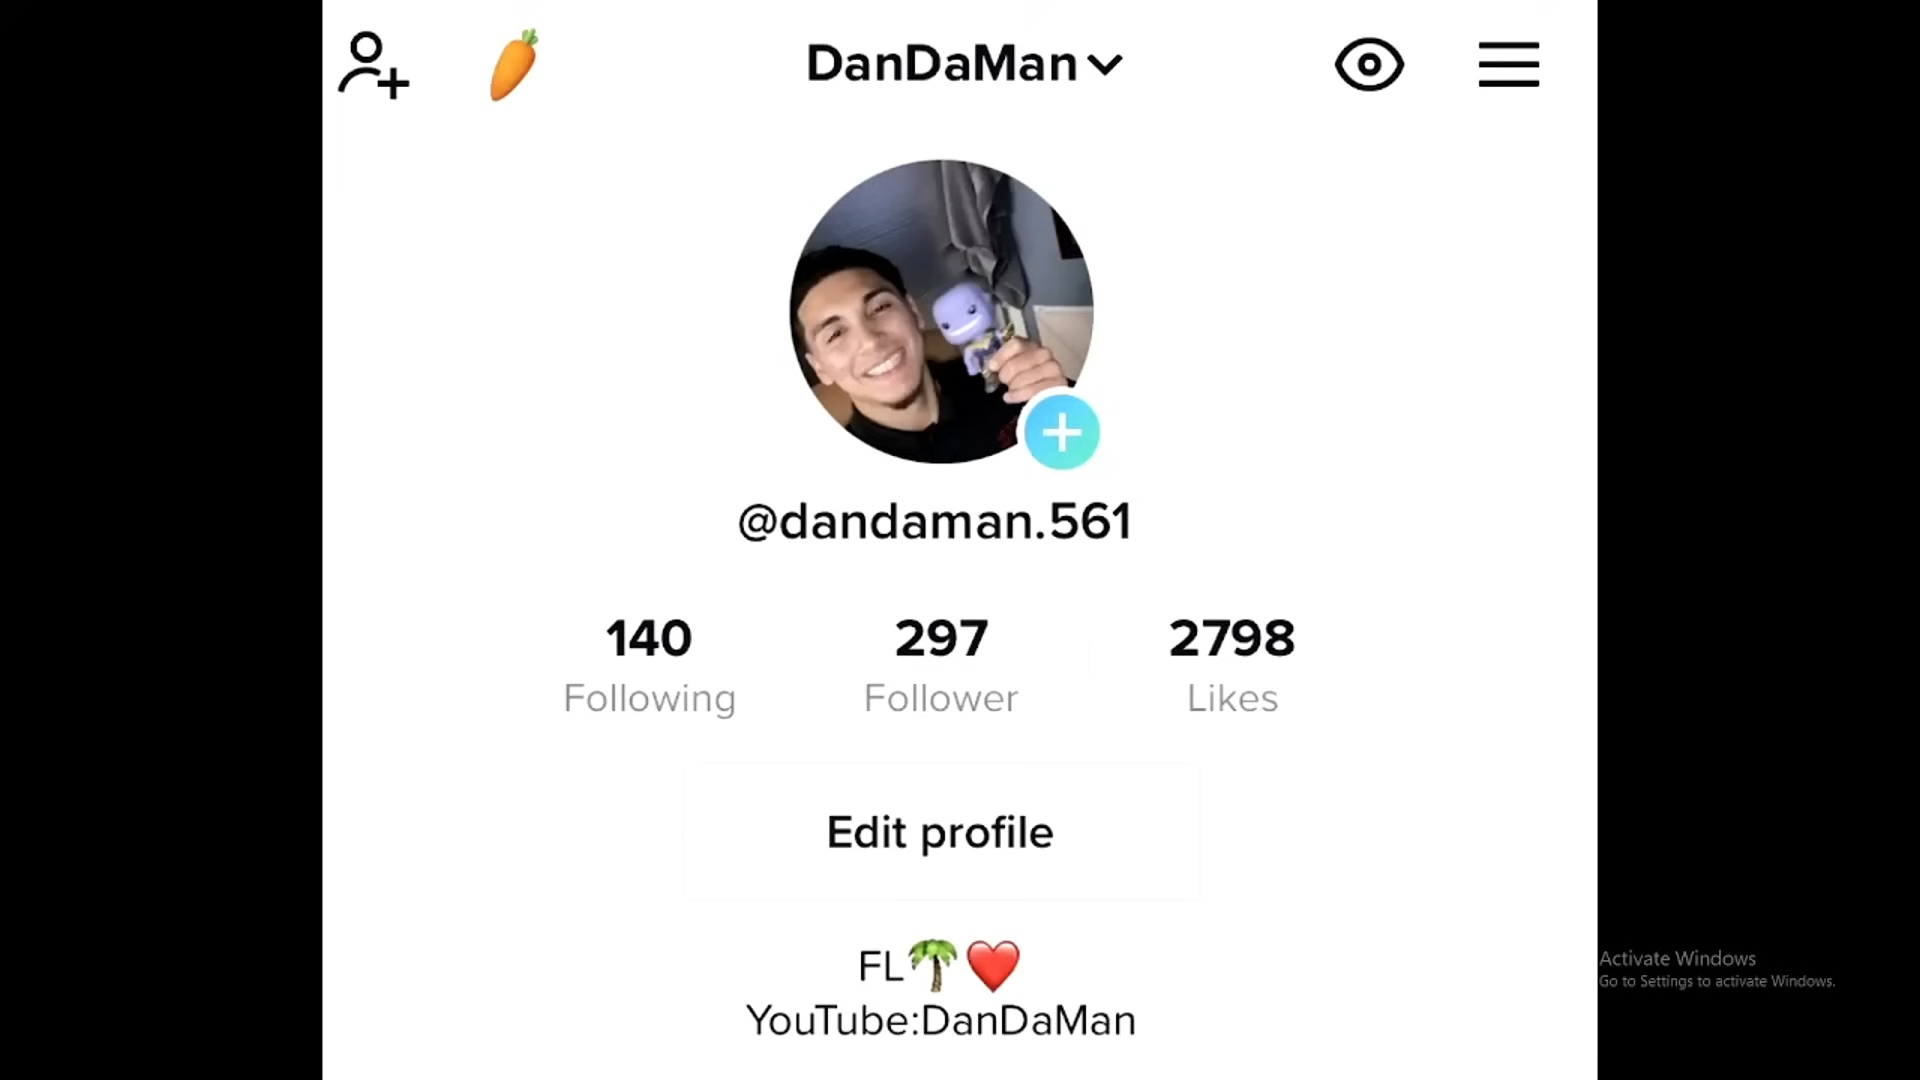 DanDaMan
@dandaman.561
140 297 2798
Following Follower Likes
Edit profile
FL🌴❤️
YouTube:DanDaMan
Activate Windows
Go to Settings to activate Windows.